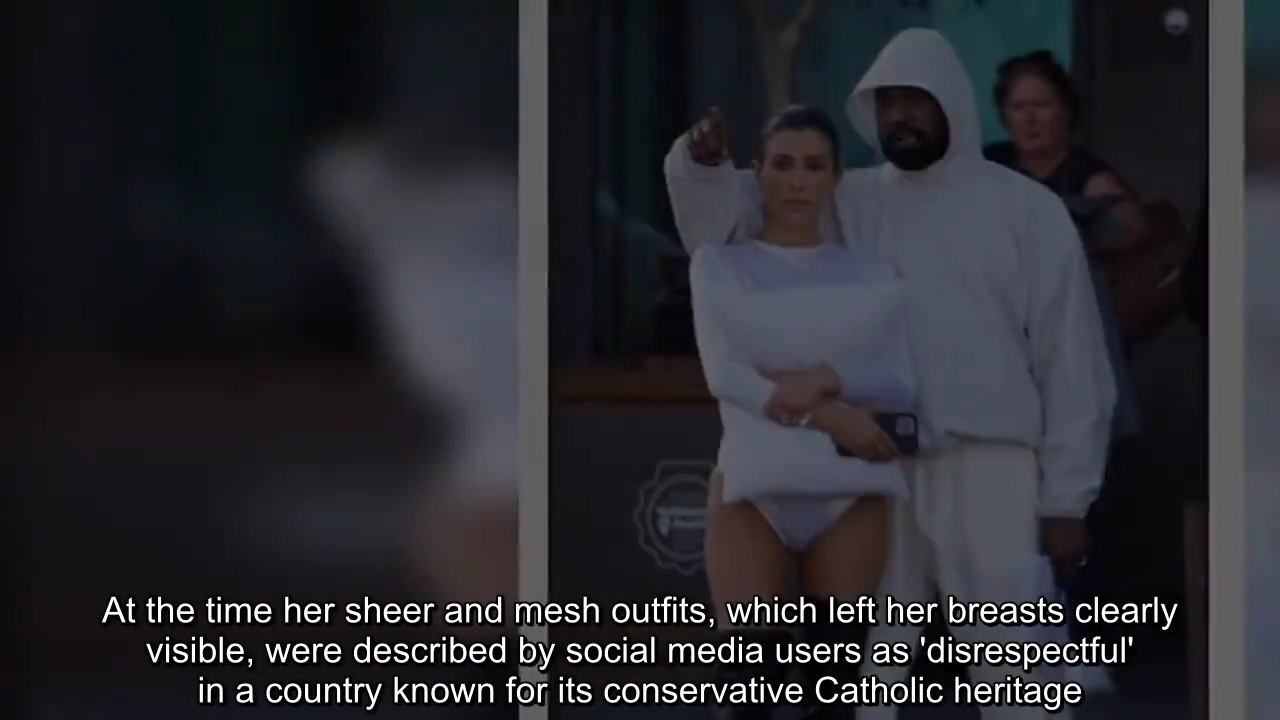 At the time her sheer and mesh outfits, which left her breasts clearly
visible, were described by social media users as 'disrespectful'
in a country known for its conservative Catholic heritage